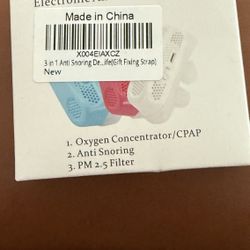 Electronic An
Made in China
X004EIAXCZ
3 in 1 Anti Snoring De...ife(Gift Fixing Strap)
New
1. Oxygen Concentrator/CPAP
2. Anti Snoring
3. PM 2.5 Filter